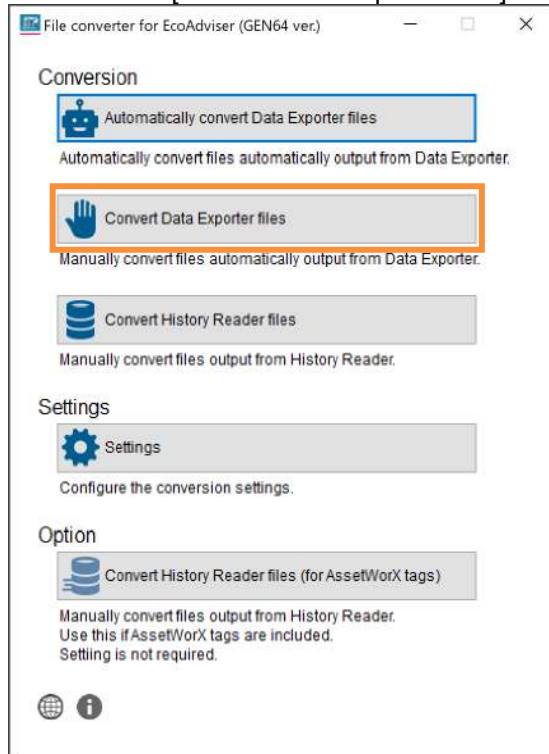 File converter for EcoAdviser (GEN64 ver.)
Conversion
Automatically convert Data Exporter files
Automatically convert files automatically output from Data Exporter.
Convert Data Exporter files
Manually convert files automatically output from Data Exporter.
Convert History Reader files
Manually convert files output from History Reader.
Settings
Settings
Configure the conversion settings.
Option
Convert History Reader files (for AssetWorX tags)
Manually convert files output from History Reader.
Use this if AssetWorX tags are included.
Settiing is not required.